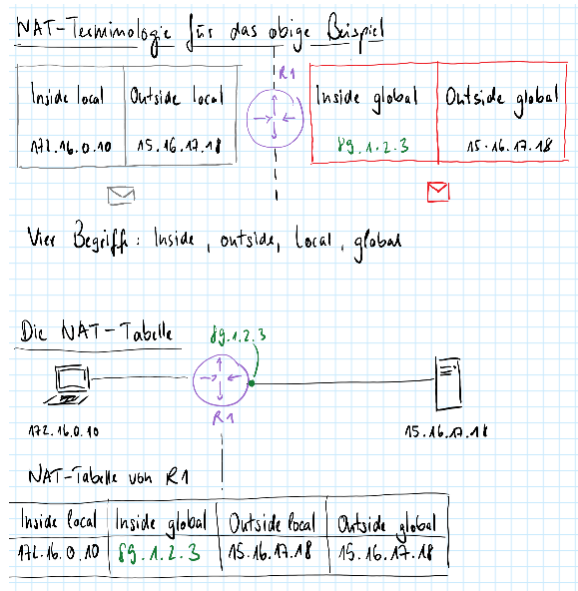 NAT-Terminologie für das obige Beispiel
R1
Inside local Outside local Inside global Outside global
172.16.0.10 15.16.17.18 89.1.2.3 15.16.17.18
Vier Begriffe: Inside, outside, local, global
Die NAT-Tabelle 89.1.2.3
R1
172.16.0.10 15.16.17.18
NAT-Tabelle von R1
Inside local Inside global Outside local Outside global
172.16.0.10 89.1.2.3 15.16.17.18 15.16.17.18